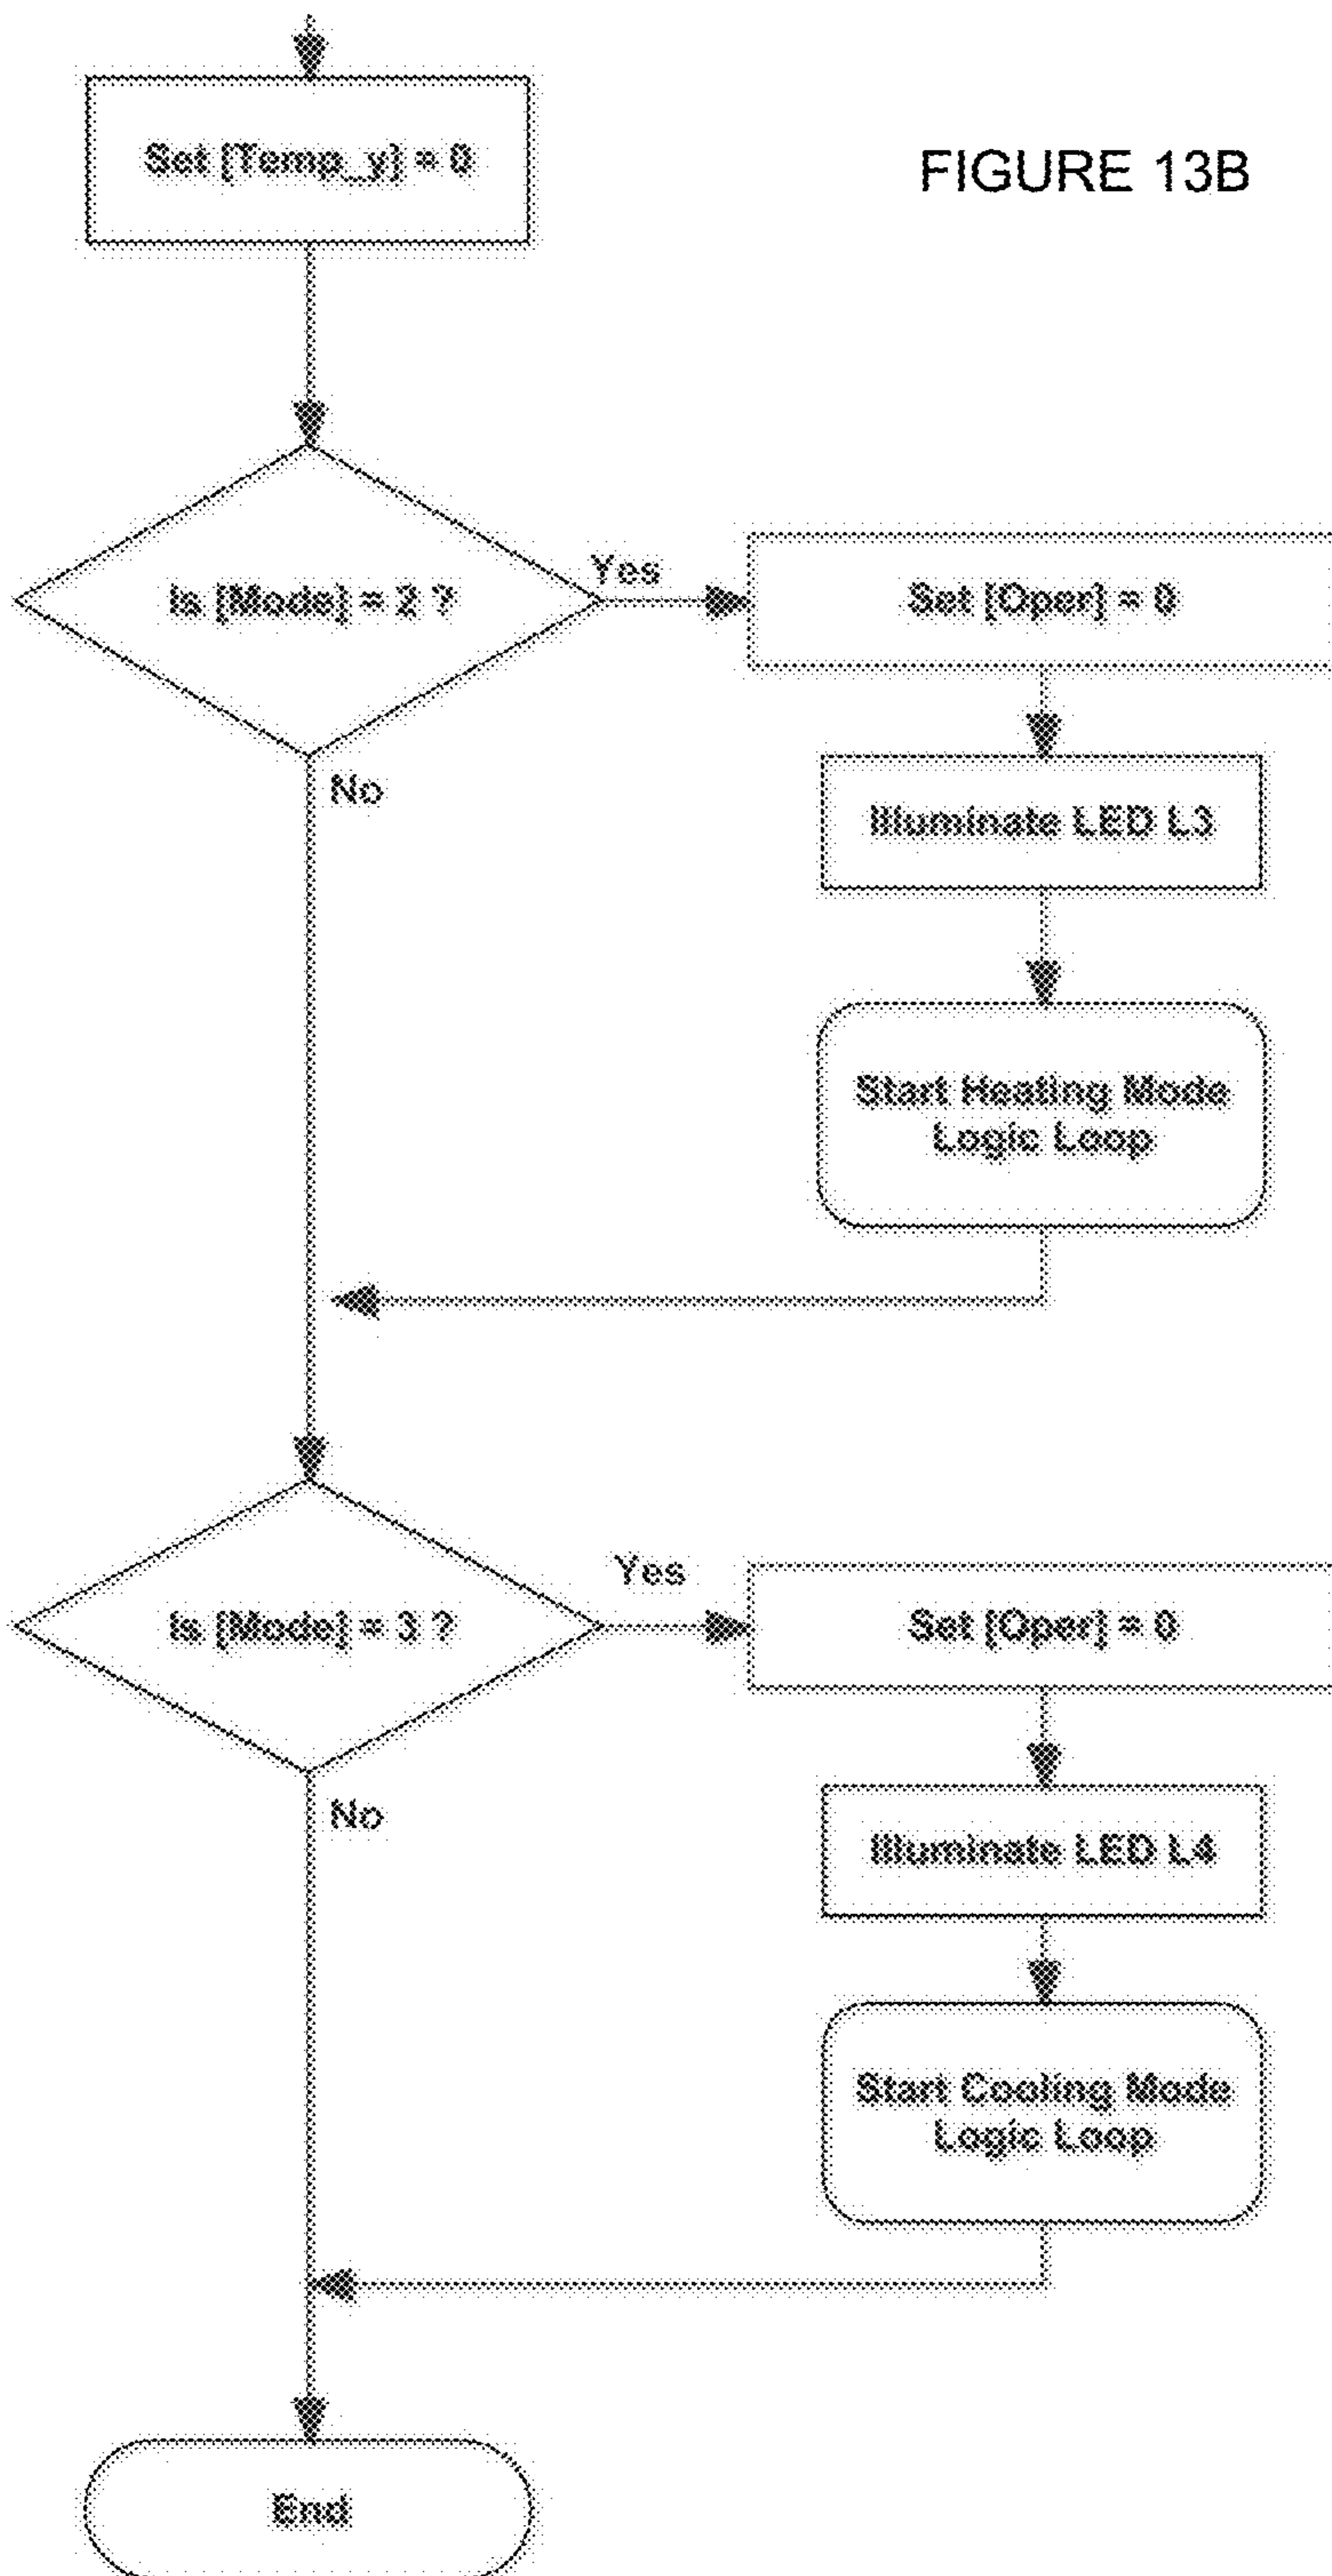 Set [Temp_y] = 0
FIGURE 13B
Is [Mode] = 2 ?
Yes
Set [Oper] = 0
No
Illuminate LED L3
Start Heating Mode
Logic Loop
Is [Mode] = 3 ?
Yes
Set [Oper] = 0
No
Illuminate LED L4
Start Cooling Mode
Logic Loop
End